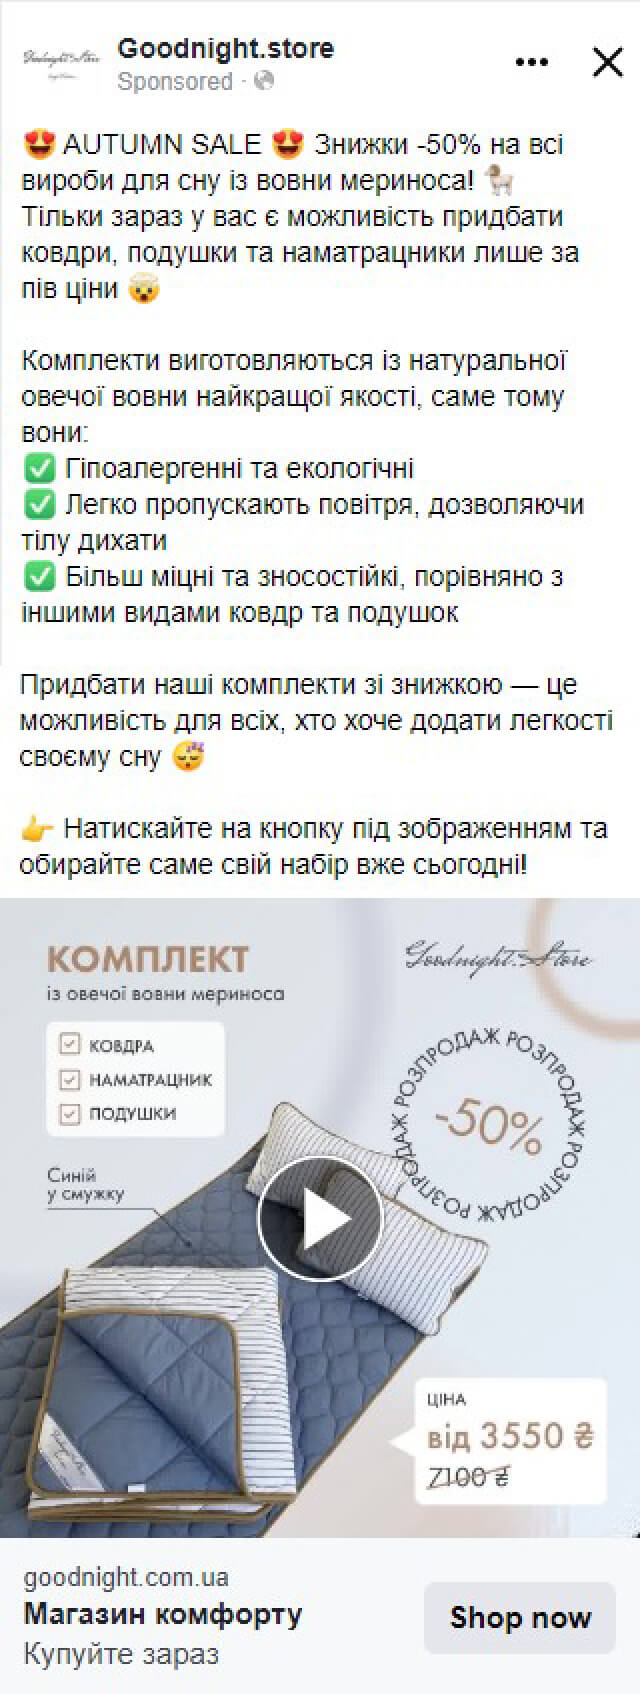 Goodnight.store
Goodnight.store
Sponsored ·
😍 AUTUMN SALE 😍 Знижки -50% на всі
вироби для сну із вовни мериноса! 🐏
Тільки зараз у вас є можливість придбати
ковдри, подушки та наматрацники лише за
пів ціни 🤯
Комплекти виготовляються із натуральної
овечої вовни найкращої якості, саме тому
вони:
✅ Гіпоалергенні та екологічні
✅ Легко пропускають повітря, дозволяючи
тілу дихати
✅ Більш міцні та зносостійкі, порівняно з
іншими видами ковдр та подушок
Придбати наші комплекти зі знижкою — це
можливість для всіх, хто хоче додати легкості
своєму сну 😴
👉 Натискайте на кнопку під зображенням та
обирайте саме свій набір вже сьогодні!
КОМПЛЕКТ
із овечої вовни мериноса
Goodnight.Store
КОВДРА
НАМАТРАЦНИК
ПОДУШКИ
РОЗПРОДАЖ РОЗПРОДАЖ РОЗПРОДАЖ РОЗПРОДАЖ
-50%
Синій
у смужку
ЦІНА
від 3550 ₴
7100 ₴
goodnight.com.ua
Магазин комфорту
Купуйте зараз
Shop now